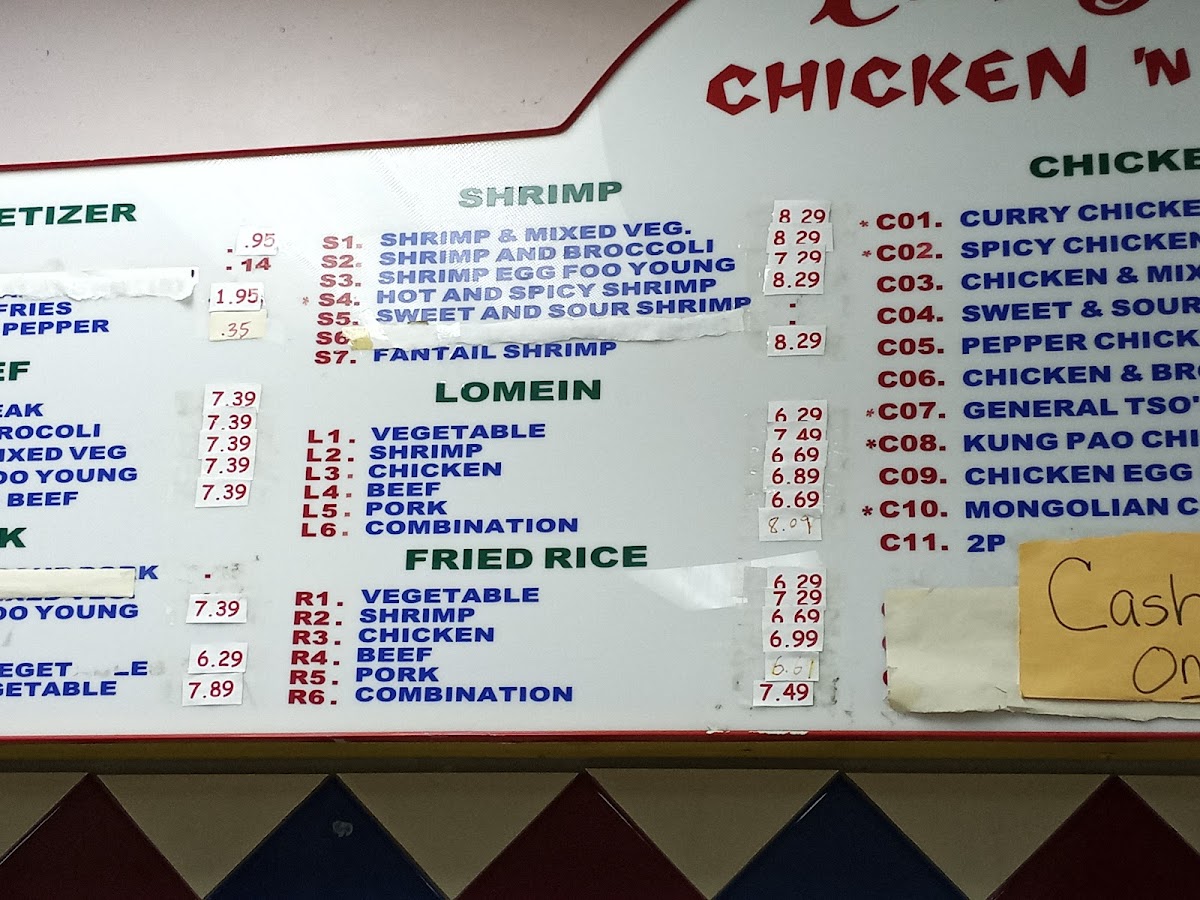 CHICKEN 'N
ETIZER
.95
.14
1.95
FRIES
.35
PEPPER
EF
EAK 7.39
ROCOLI 7.39
IXED VEG 7.39
OO YOUNG 7.39
BEEF 7.39
K
OO YOUNG 7.39
6.29
GETABLE 7.89
SHRIMP
S1. SHRIMP & MIXED VEG. 8.29
S2. SHRIMP AND BROCCOLI 8.29
S3. SHRIMP EGG FOO YOUNG 7.29
* S4. HOT AND SPICY SHRIMP 8.29
S5. SWEET AND SOUR SHRIMP -
S6
S7. FANTAIL SHRIMP 8.29
LOMEIN
L1. VEGETABLE 6.29
L2. SHRIMP 7.49
L3. CHICKEN 6.69
L4. BEEF 6.89
L5. PORK 6.69
L6. COMBINATION
FRIED RICE
R1. VEGETABLE 6.29
R2. SHRIMP 7.29
R3. CHICKEN 6.69
R4. BEEF 6.99
R5. PORK
R6. COMBINATION 7.49
CHICKE
*C01. CURRY CHICKE
*C02. SPICY CHICKEN
C03. CHICKEN & MIX
C04. SWEET & SOUR
C05. PEPPER CHICK
C06. CHICKEN & BR
*C07. GENERAL TSO'
*C08. KUNG PAO CHI
C09. CHICKEN EGG
*C10. MONGOLIAN C
C11. 2P
Cash
On